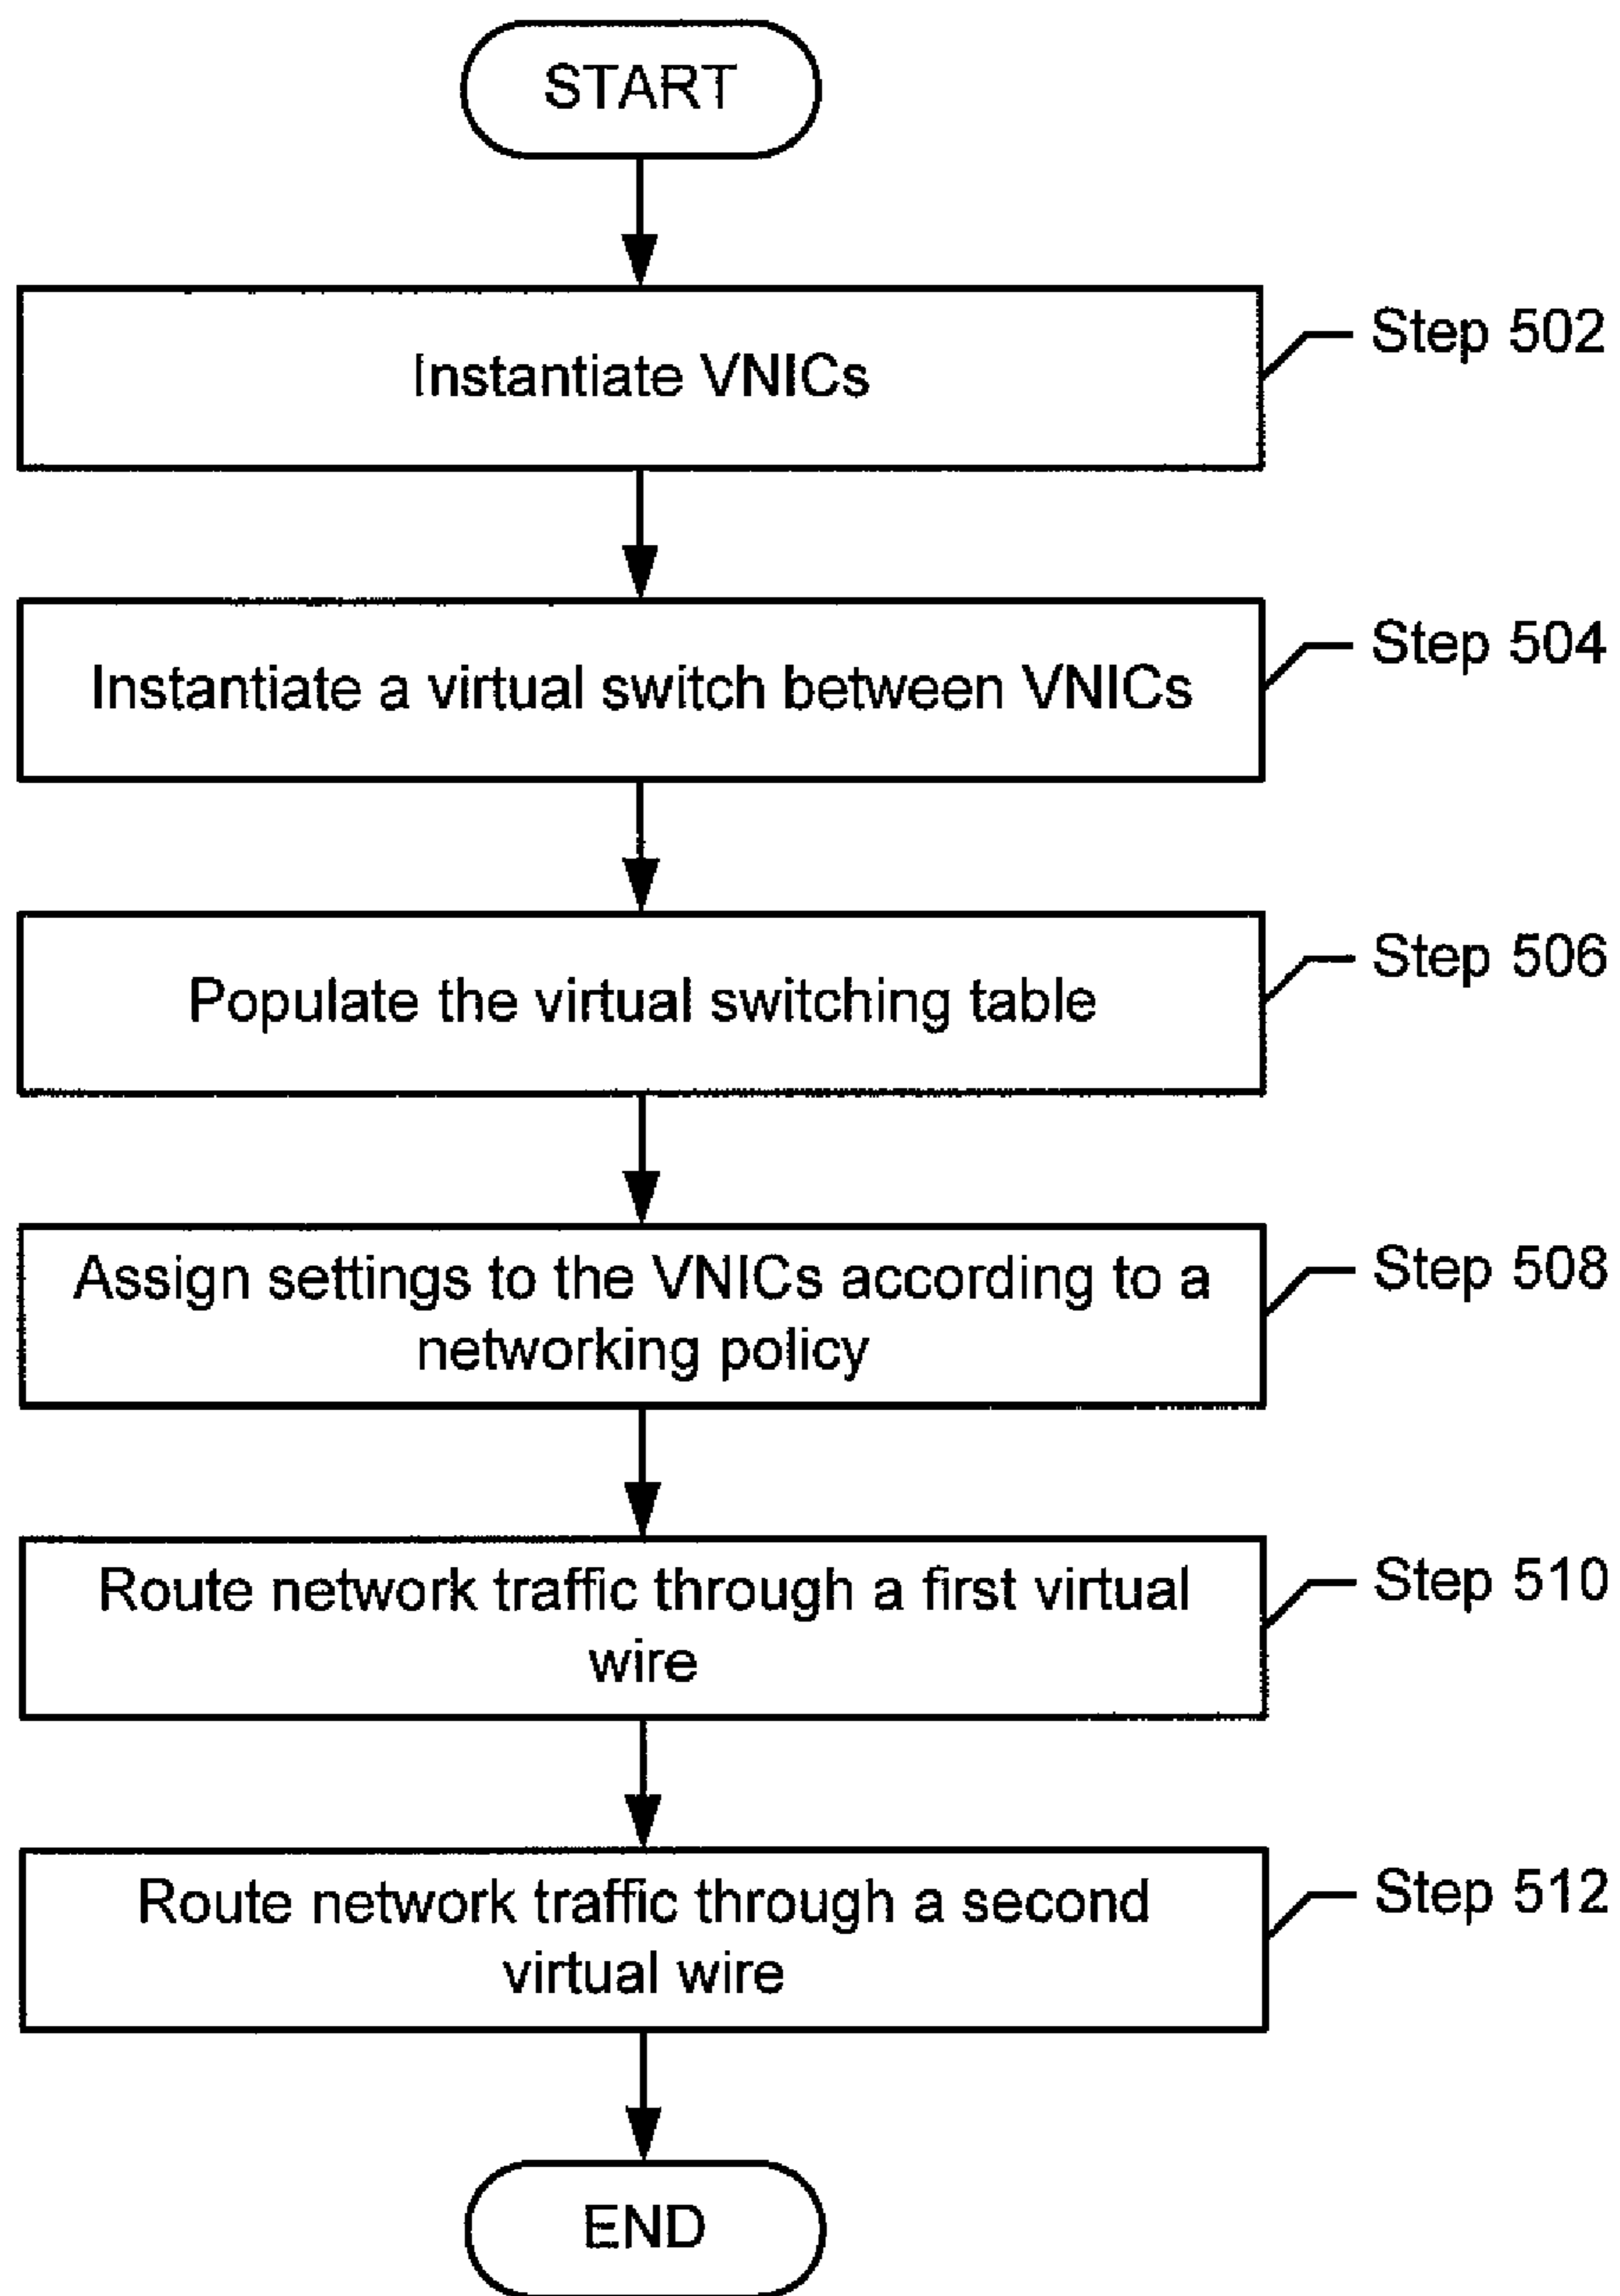 START
Instantiate VNICs
Step 502
Instantiate a virtual switch between VNICs
Step 504
Populate the virtual switching table
Step 506
Assign settings to the VNICs according to a
networking policy
Step 508
Route network traffic through a first virtual
wire
Step 510
Route network traffic through a second
virtual wire
Step 512
END